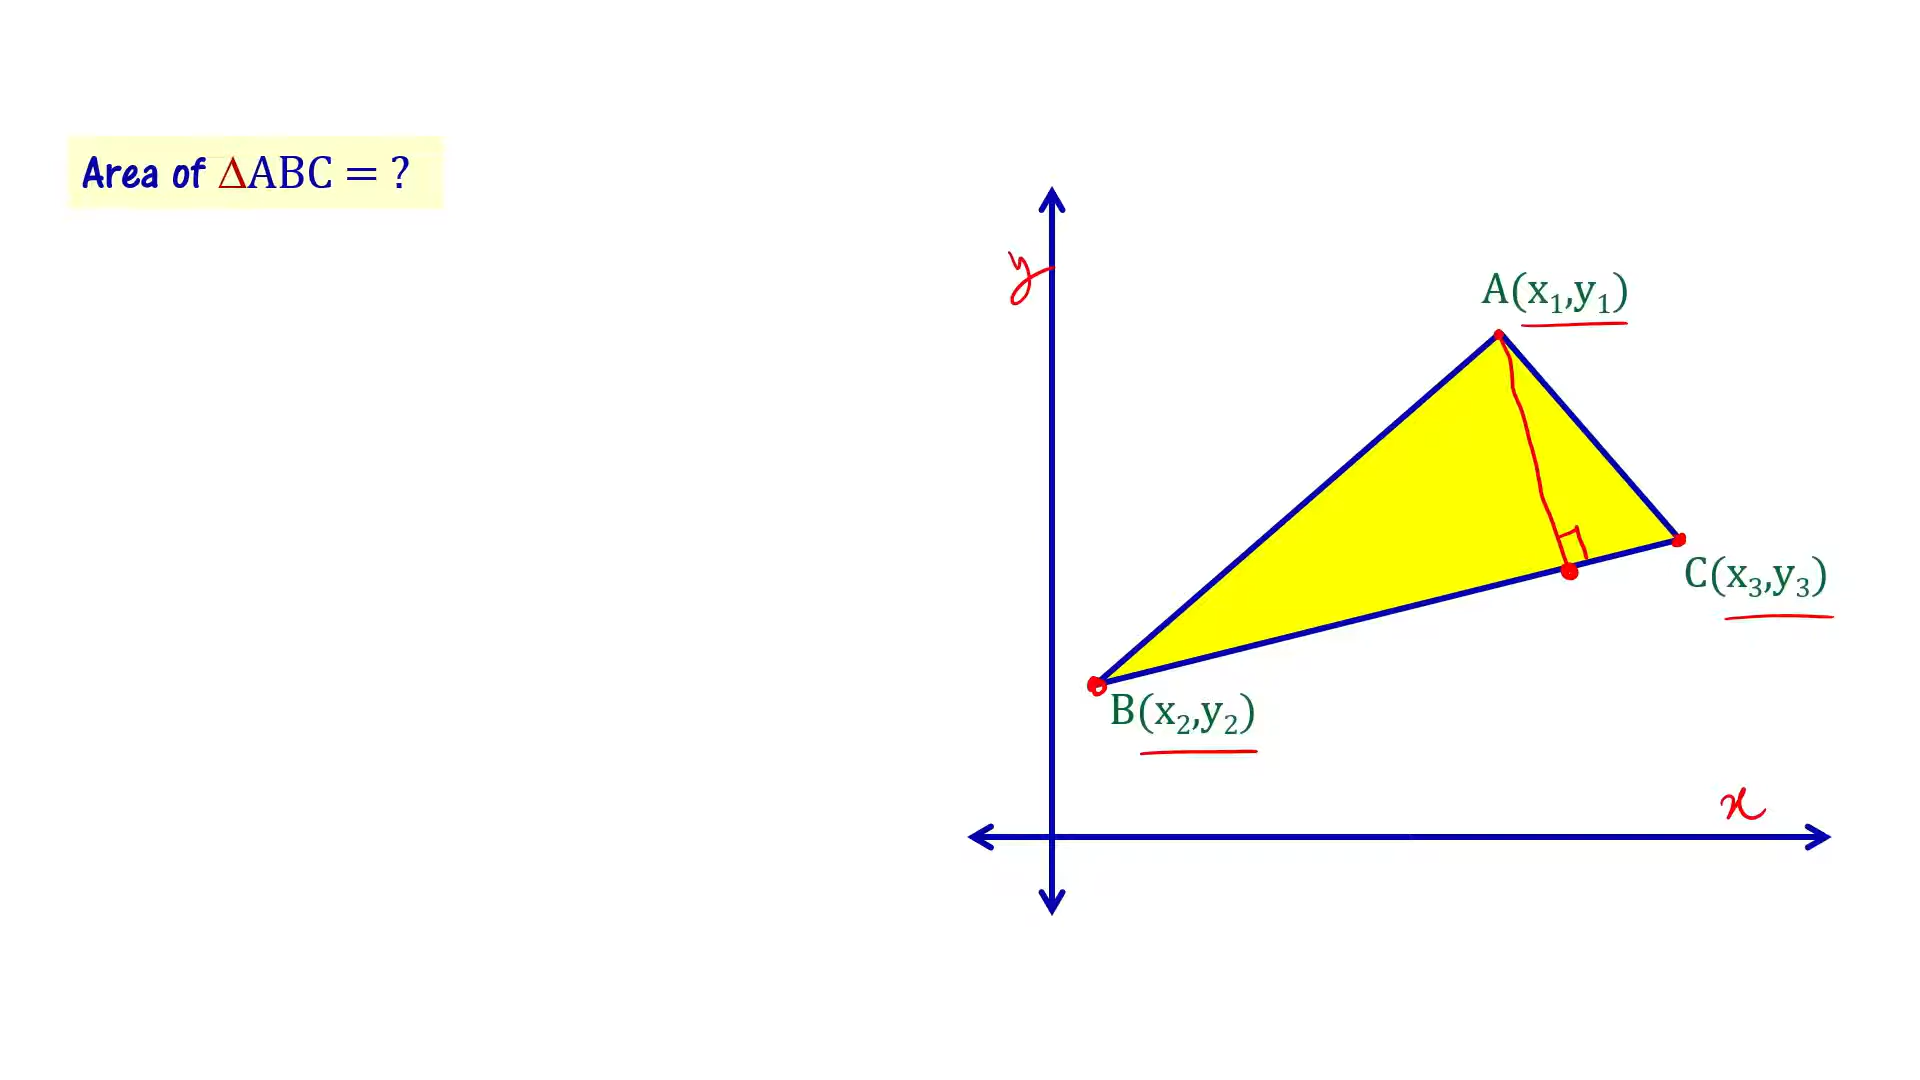 Area of ΔABC = ?
y
A(x₁,y₁)
C(x₃,y₃)
B(x₂,y₂)
x